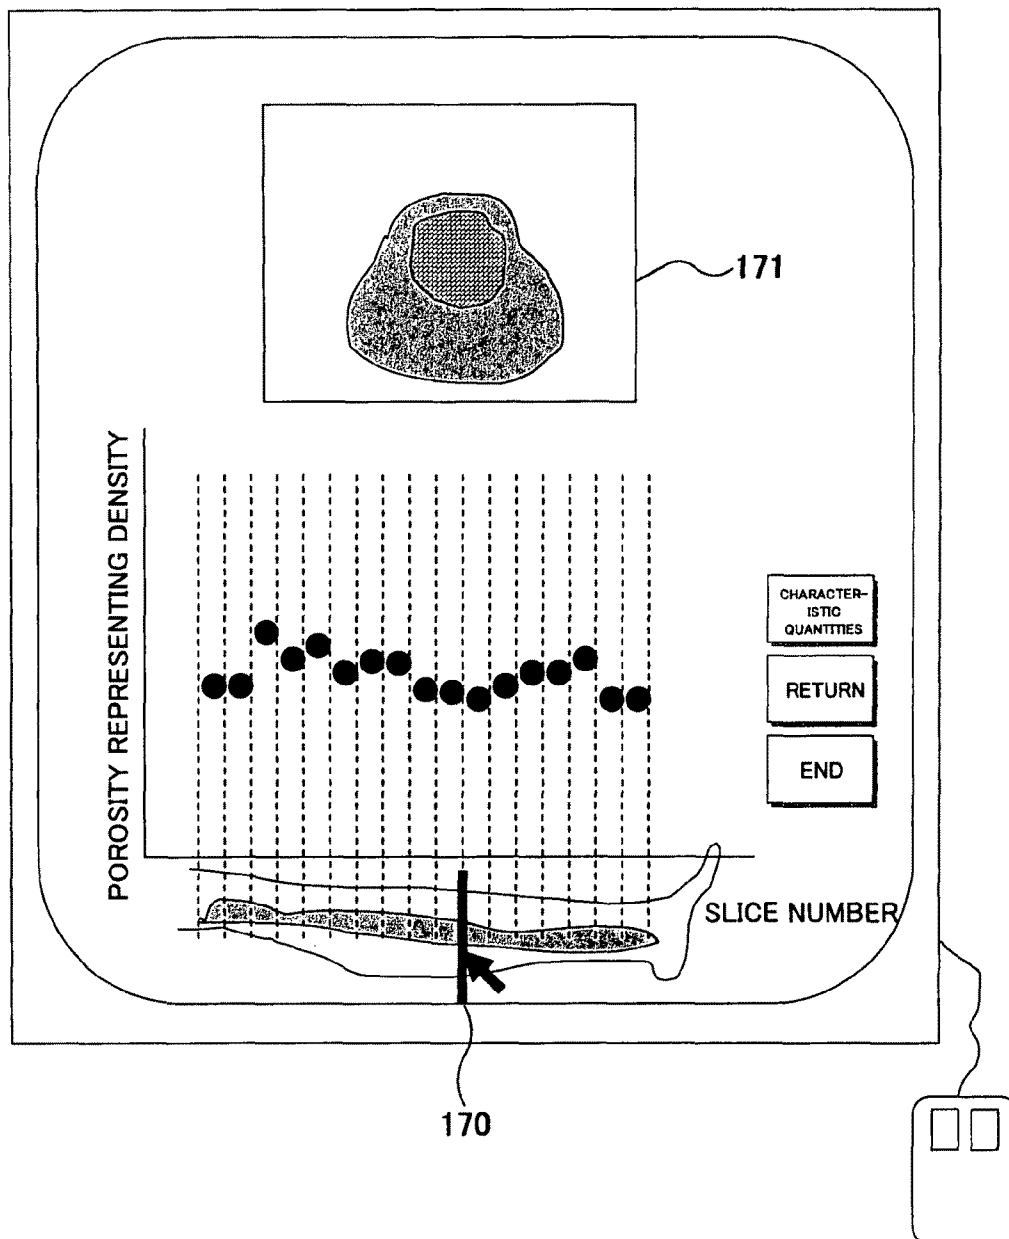 171
POROSITY REPRESENTING DENSITY
CHARACTER-
ISTIC
QUANTITIES
RETURN
END
SLICE NUMBER
170